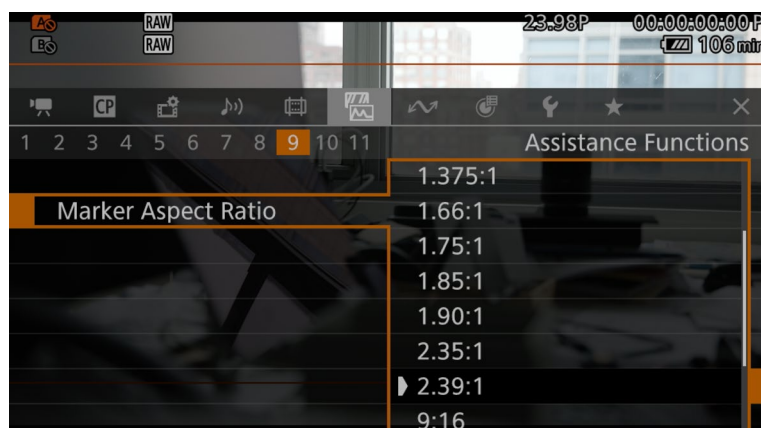 A RAW 23.98P 00:00:00:00
B RAW 106 min
CP
1 2 3 4 5 6 7 8 9 10 11 Assistance Functions
1.375:1
Marker Aspect Ratio 1.66:1
1.75:1
1.85:1
1.90:1
2.35:1
2.39:1
9:16